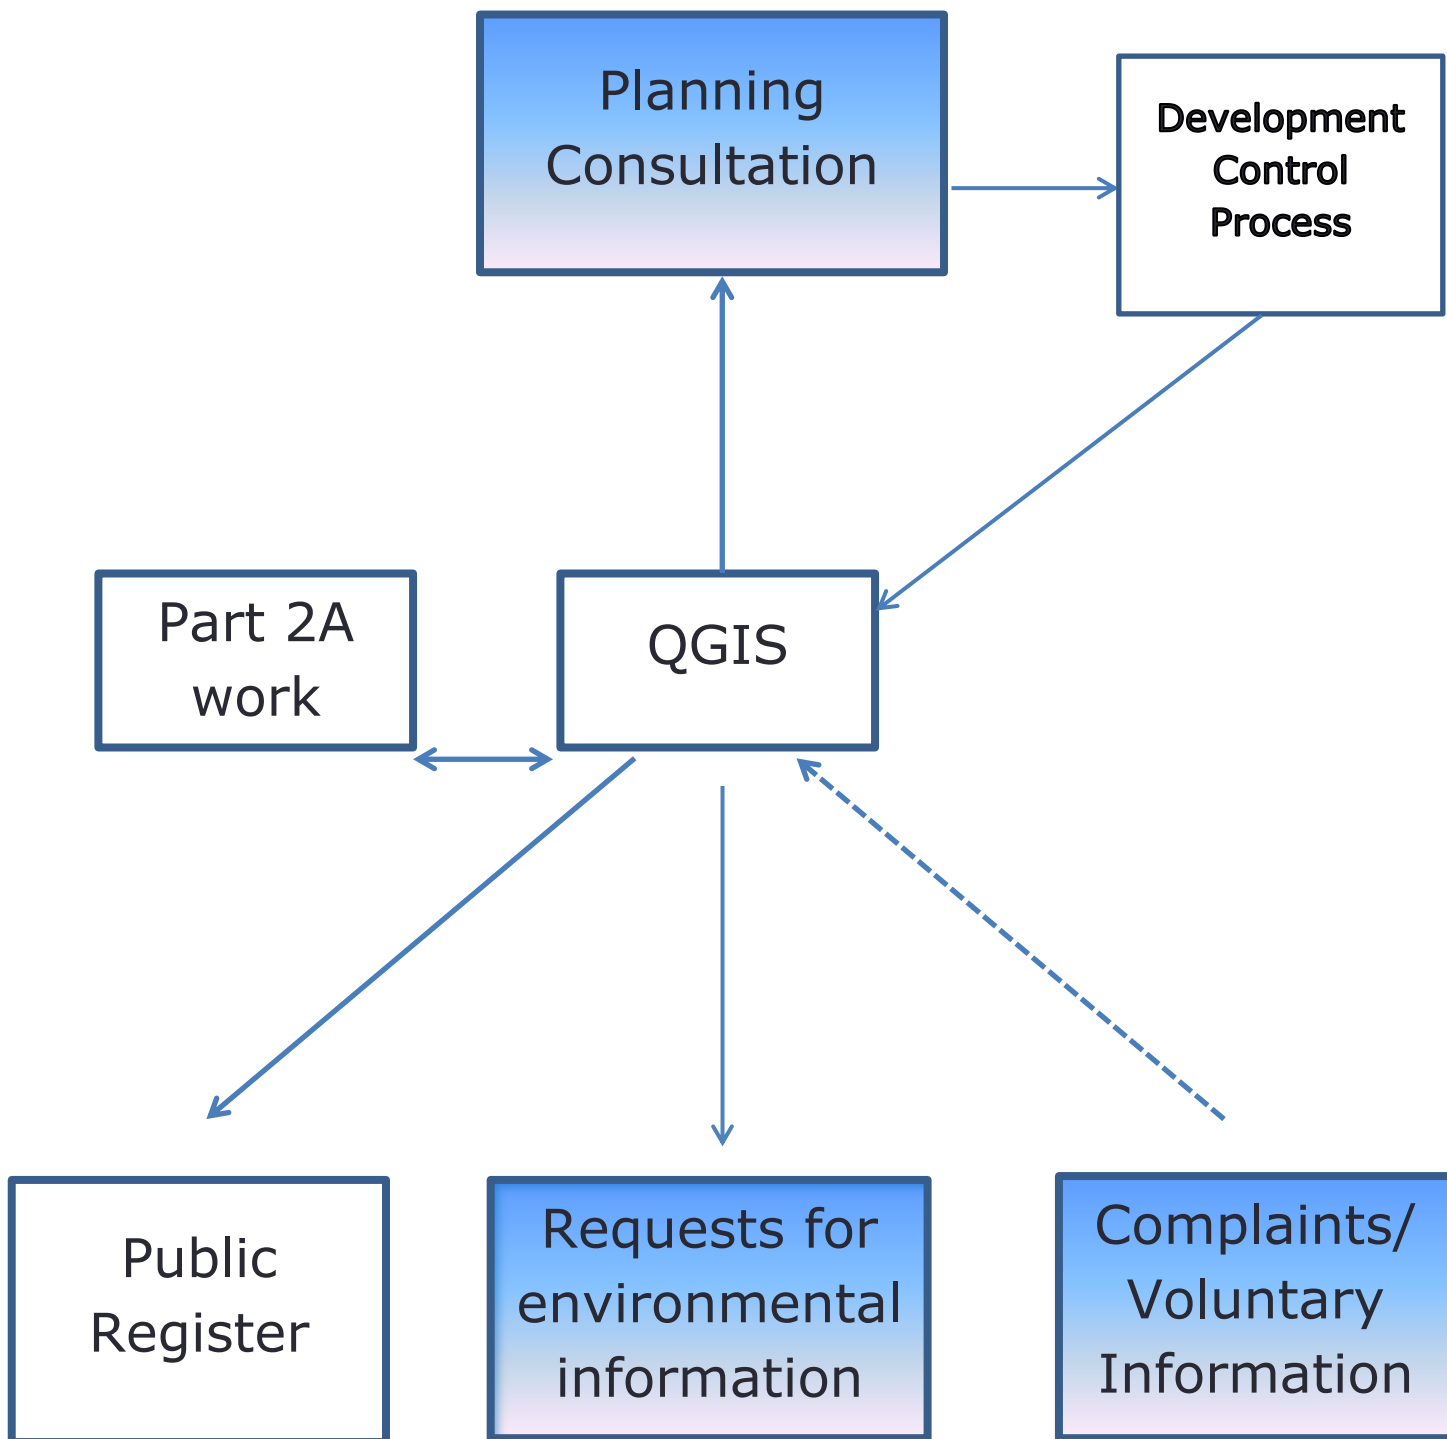 Planning
Consultation
Development
Control
Process
Part 2A
work
QGIS
Public
Register
Requests for
environmental
information
Complaints/
Voluntary
Information